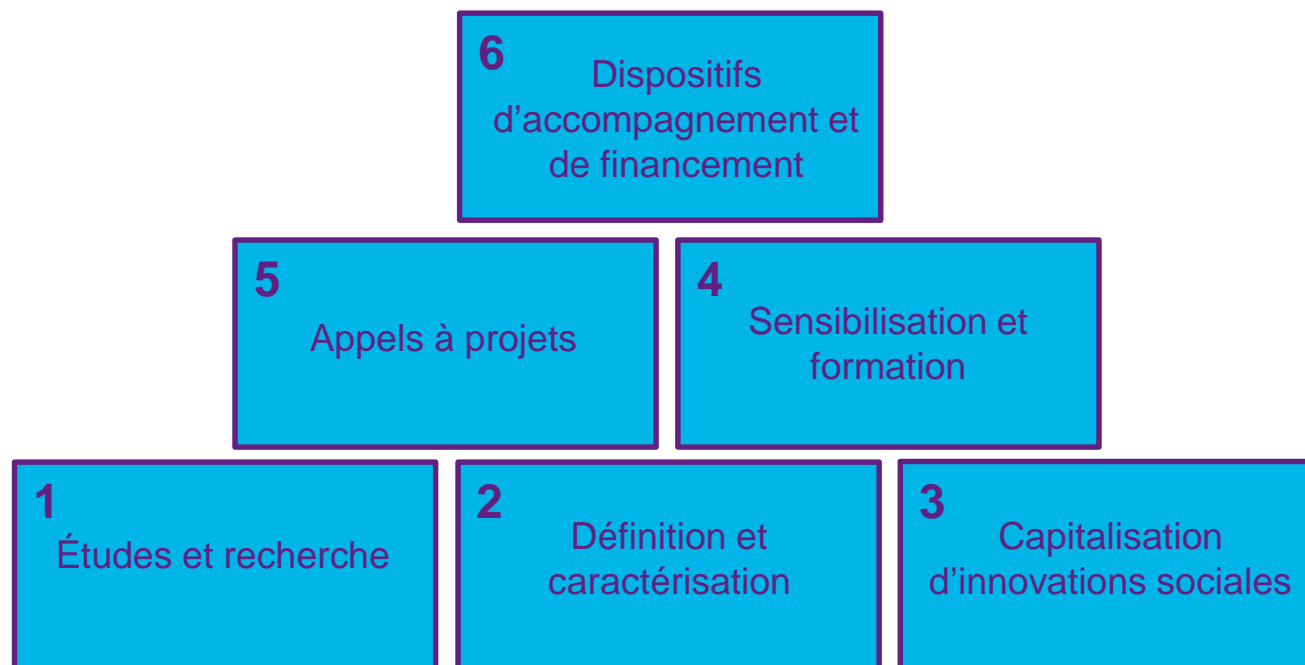 6
Dispositifs
d’accompagnement et
de financement
5
Appels à projets
4
Sensibilisation et
formation
1
Études et recherche
2
Définition et
caractérisation
3
Capitalisation
d’innovations sociales